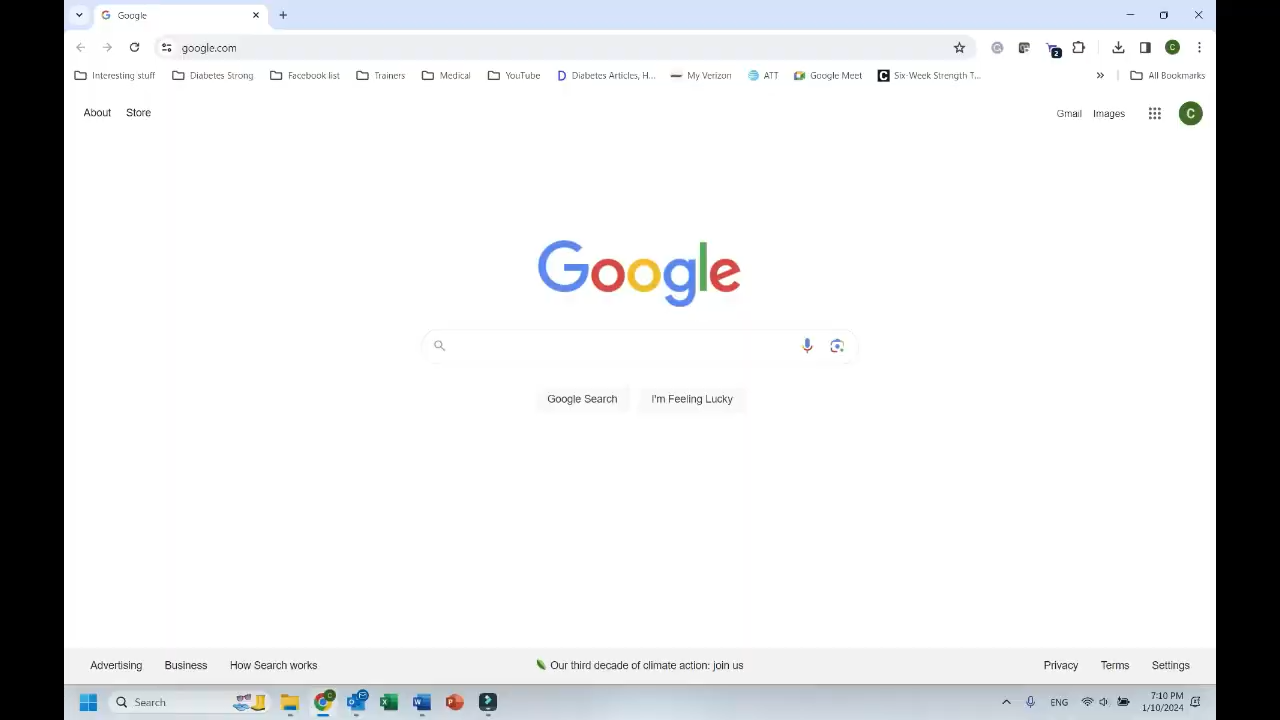 Google
google.com
2
C
Interesting stuff
Diabetes Strong
Facebook list
Trainers
Medical
YouTube
D
Diabetes Articles, H...
My Verizon
ATT
Google Meet
C
Six-Week Strength T...
»
All Bookmarks
About
Store
Gmail
Images
C
Google
Google Search
I'm Feeling Lucky
Advertising
Business
How Search works
Our third decade of climate action: join us
Privacy
Terms
Settings
Search
ENG
7:10 PM
1/10/2024